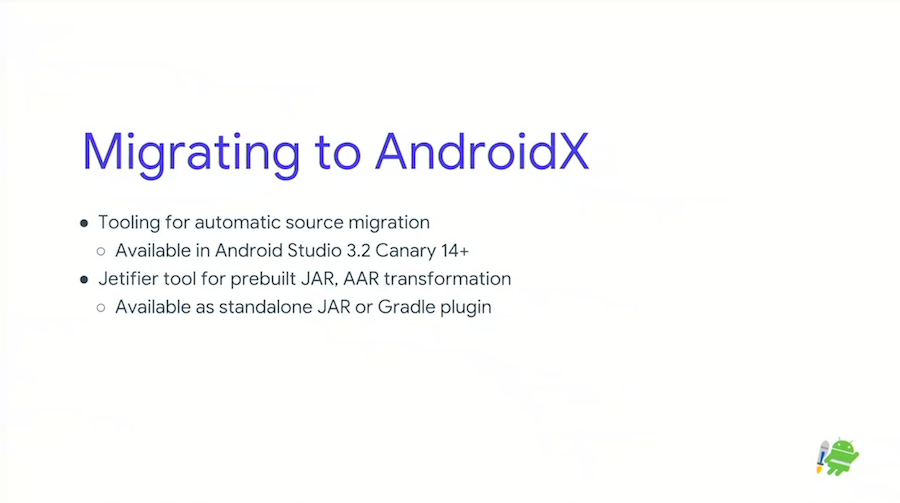 Migrating to AndroidX
● Tooling for automatic source migration
○ Available in Android Studio 3.2 Canary 14+
● Jetifier tool for prebuilt JAR, AAR transformation
○ Available as standalone JAR or Gradle plugin